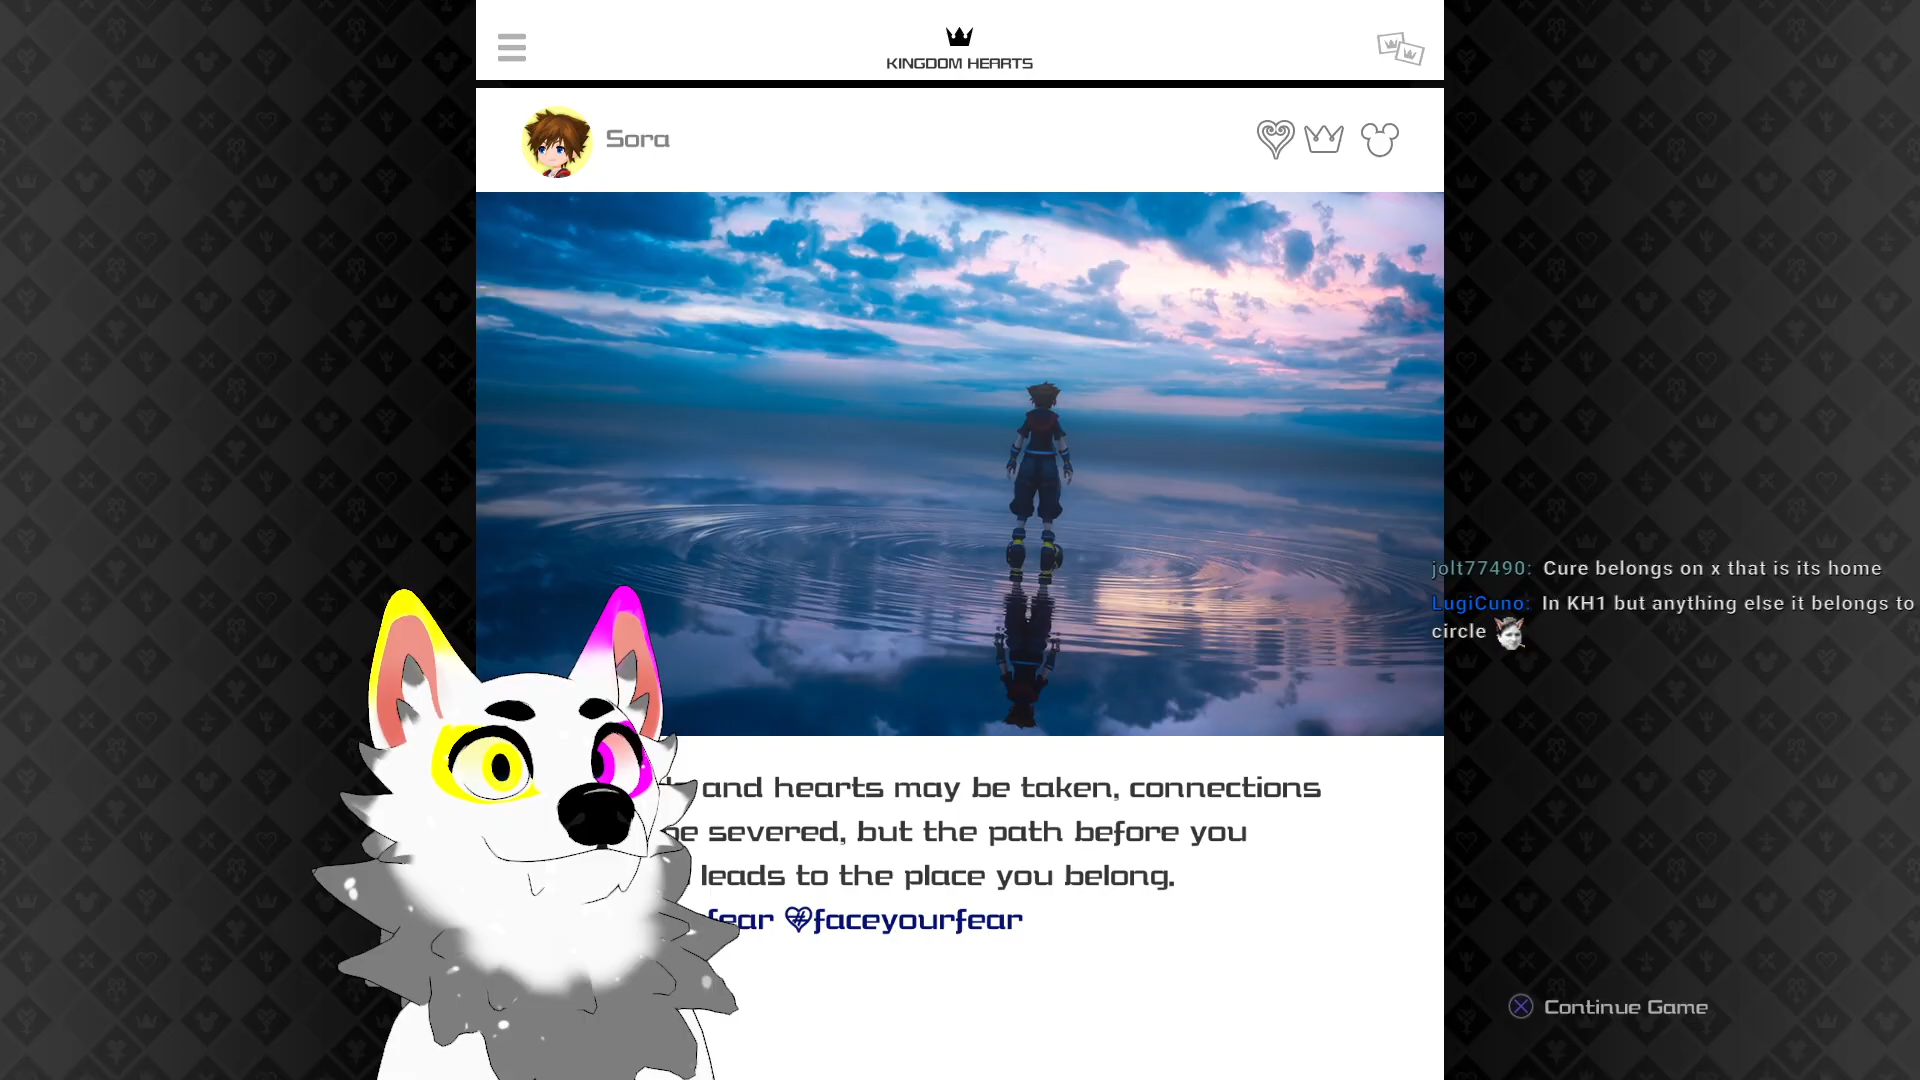 KINGDOM HEARTS
Sora
jolt77490: Cure belongs on x that is its home
LugiCuno: In KH1 but anything else it belongs to
circle
and hearts may be taken, connections
severed, but the path before you
leads to the place you belong.
fear #faceyourfear
Continue Game